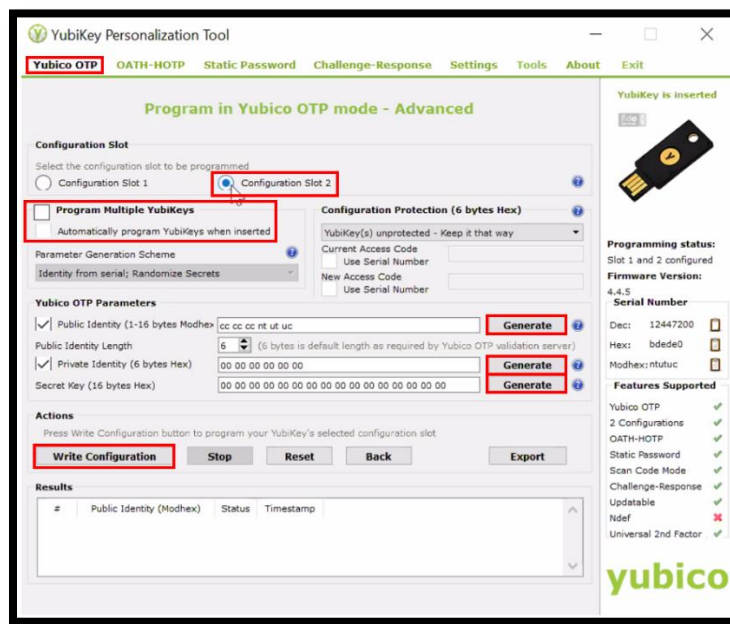 YubiKey Personalization Tool
Yubico OTP OATH-HOTP Static Password Challenge-Response Settings Tools About Exit
Program in Yubico OTP mode - Advanced
Configuration Slot
Select the configuration slot to be programmed
Configuration Slot 1 Configuration Slot 2
Program Multiple YubiKeys
Automatically program YubiKeys when inserted
Parameter Generation Scheme
Identity from serial; Randomize Secrets
Configuration Protection (6 bytes Hex)
YubiKey(s) unprotected - Keep it that way
Current Access Code
Use Serial Number
New Access Code
Use Serial Number
Yubico OTP Parameters
Public Identity (1-16 bytes Modhex cc cc cc nt ut uc Generate
Public Identity Length 6 (6 bytes is default length as required by Yubico OTP validation server)
Private Identity (6 bytes Hex) 00 00 00 00 00 00 Generate
Secret Key (16 bytes Hex) 00 00 00 00 00 00 00 00 00 00 00 00 00 00 00 00 Generate
Actions
Press Write Configuration button to program your YubiKey's selected configuration slot
Write Configuration Stop Reset Back Export
Results
# Public Identity (Modhex) Status Timestamp
YubiKey is inserted
Programming status:
Slot 1 and 2 configured
Firmware Version:
4.4.5
Serial Number
Dec: 12447200
Hex: bdede0
Modhex: ntutuc
Features Supported
Yubico OTP
2 Configurations
OATH-HOTP
Static Password
Scan Code Mode
Challenge-Response
Updatable
Ndef
Universal 2nd Factor
yubico